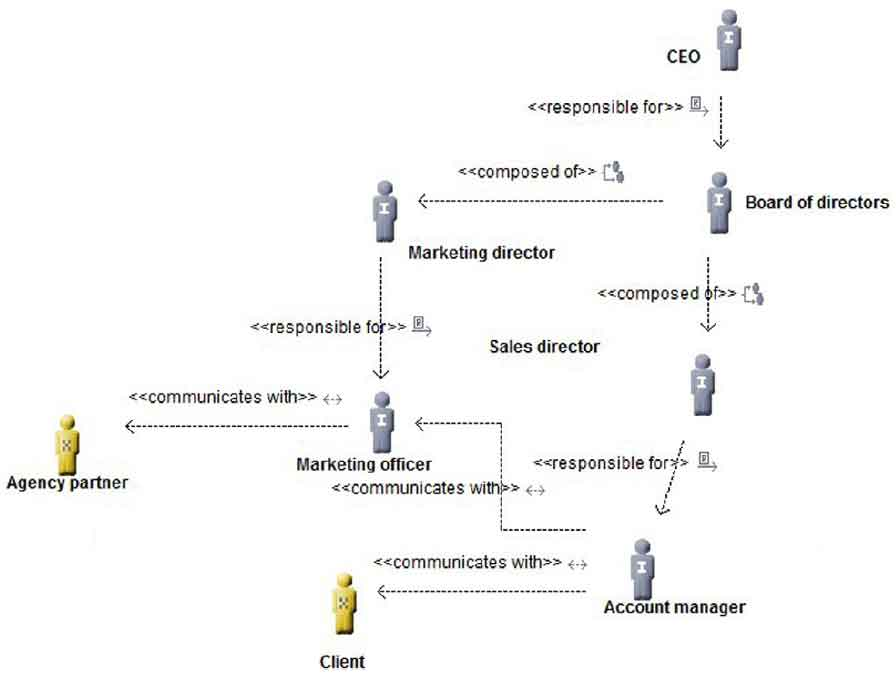 CEO
<<responsible for>>
<<composed of>>
Board of directors
Marketing director
<<composed of>>
<<responsible for>>
Sales director
<<communicates with>>
Marketing officer
<<responsible for>>
Agency partner
<<communicates with>>
<<communicates with>>
Account manager
Client